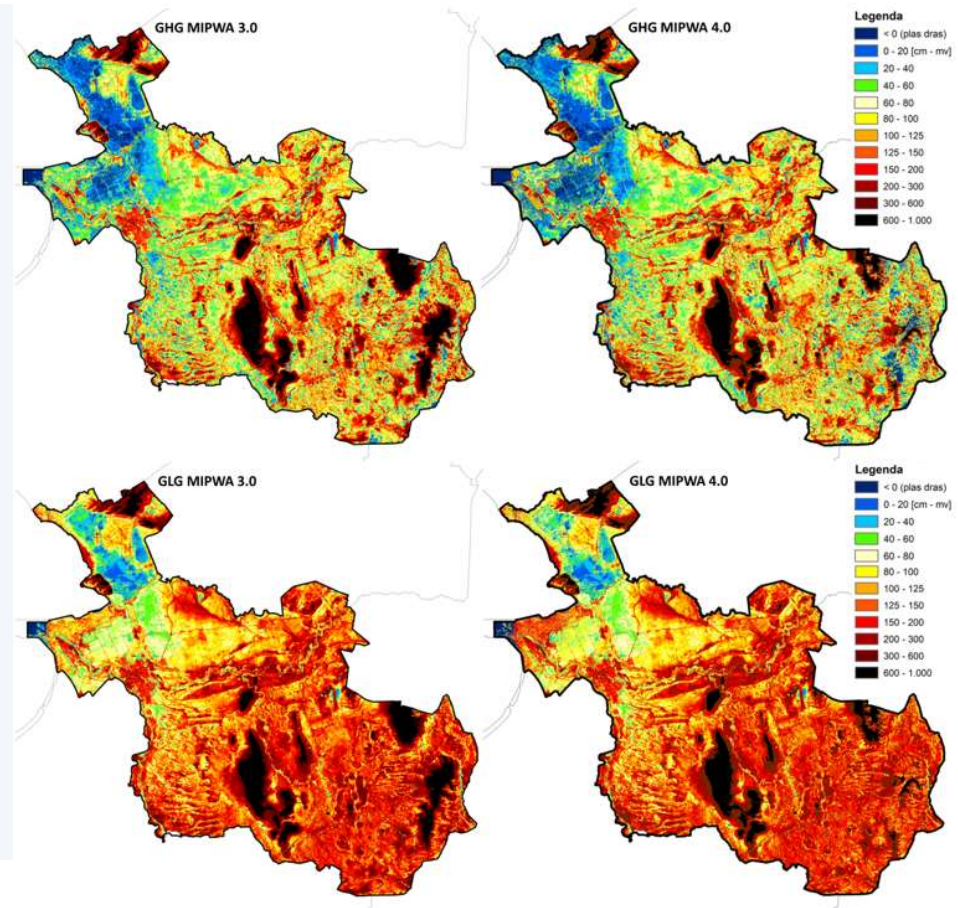 GHG MIPWA 3.0
GHG MIPWA 4.0
Legenda
< 0 (plas dras)
0 - 20 [cm - mv]
20 - 40
40 - 60
60 - 80
80 - 100
100 - 125
125 - 150
150 - 200
200 - 300
300 - 600
600 - 1.000
GLG MIPWA 3.0
GLG MIPWA 4.0
Legenda
< 0 (plas dras)
0 - 20 [cm - mv]
20 - 40
40 - 60
60 - 80
80 - 100
100 - 125
125 - 150
150 - 200
200 - 300
300 - 600
600 - 1.000